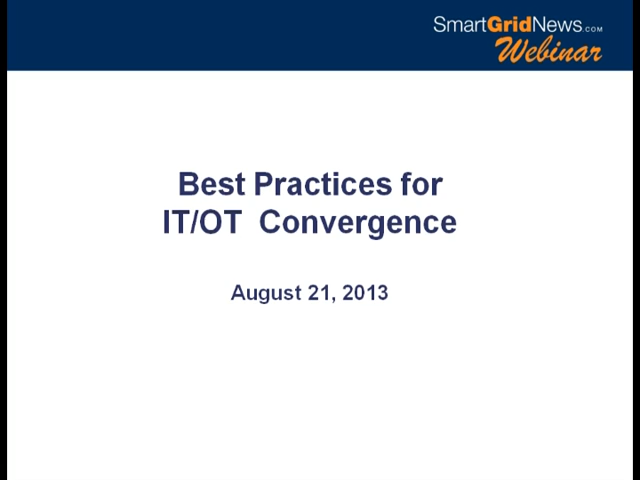 SmartGridNews.com
Webinar
Best Practices for
IT/OT Convergence
August 21, 2013